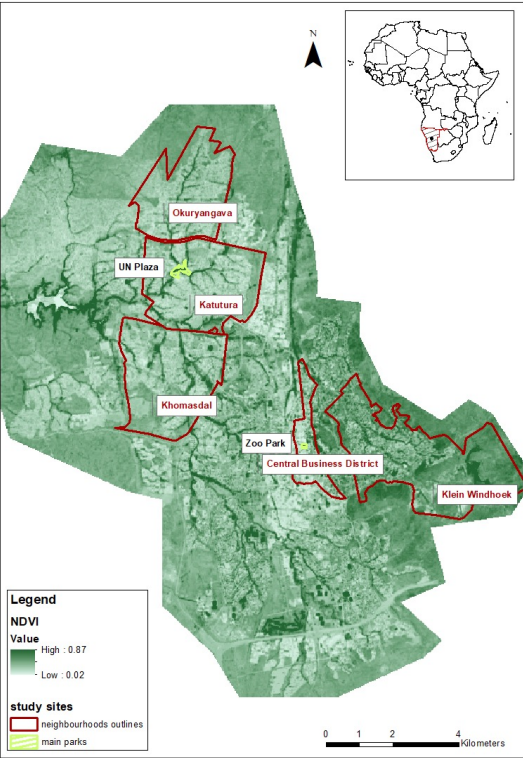 N
Okuryangava
UN Plaza
Katutura
Khomasdal
Zoo Park
Central Business District
Klein Windhoek
Legend
NDVI
Value
High : 0.87
Low : 0.02
study sites
neighbourhoods outlines
main parks
0 1 2 4
Kilometers